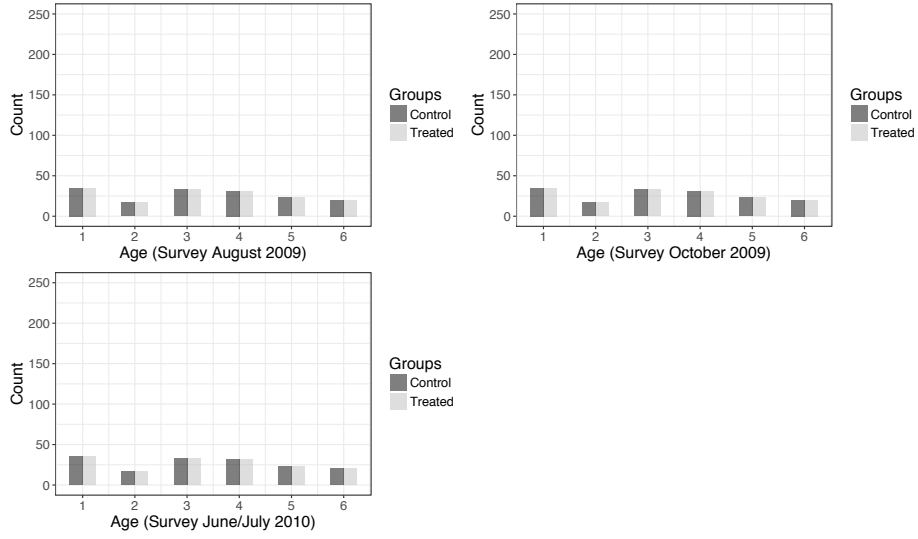 250
200
150
100
50
0
Count
1 2 3 4 5 6
Age (Survey August 2009)
Groups
Control
Treated
250
200
150
100
50
0
Count
1 2 3 4 5 6
Age (Survey October 2009)
Groups
Control
Treated
250
200
150
100
50
0
Count
1 2 3 4 5 6
Age (Survey June/July 2010)
Groups
Control
Treated